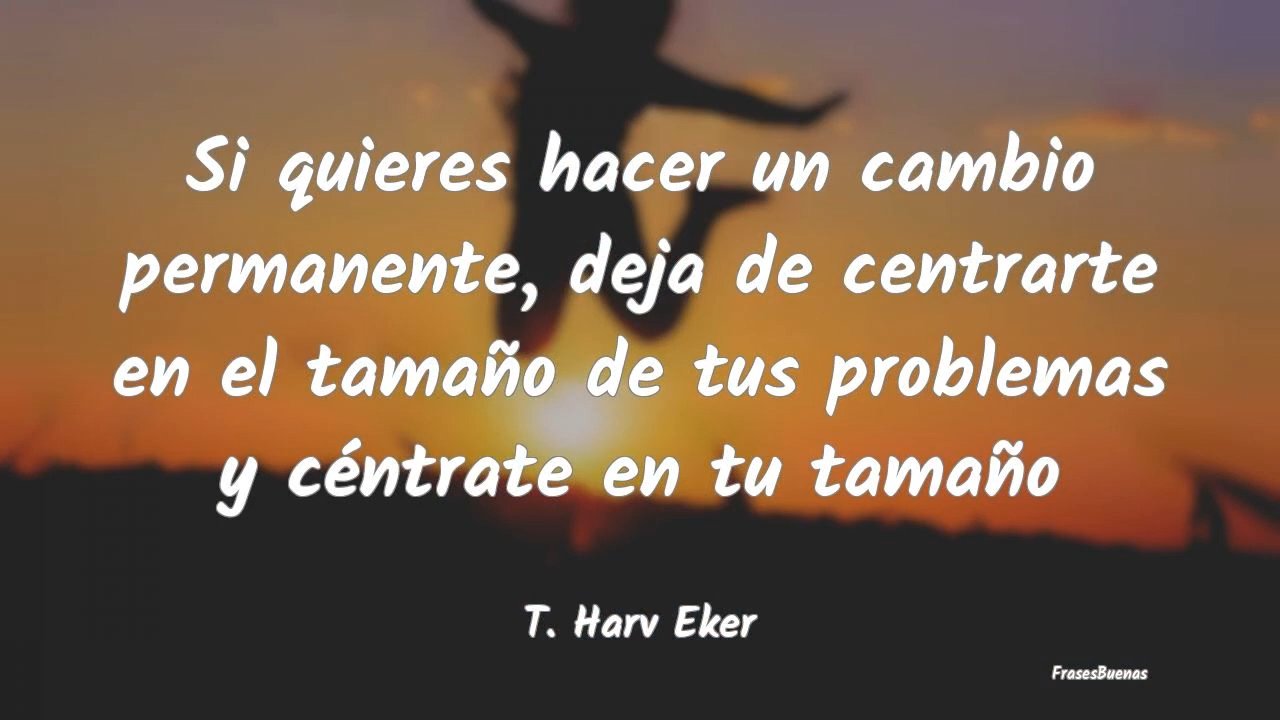 Si quieres hacer un cambio
permanente, deja de centrarte
en el tamaño de tus problemas
y céntrate en tu tamaño
T. Harv Eker
FrasesBuenas